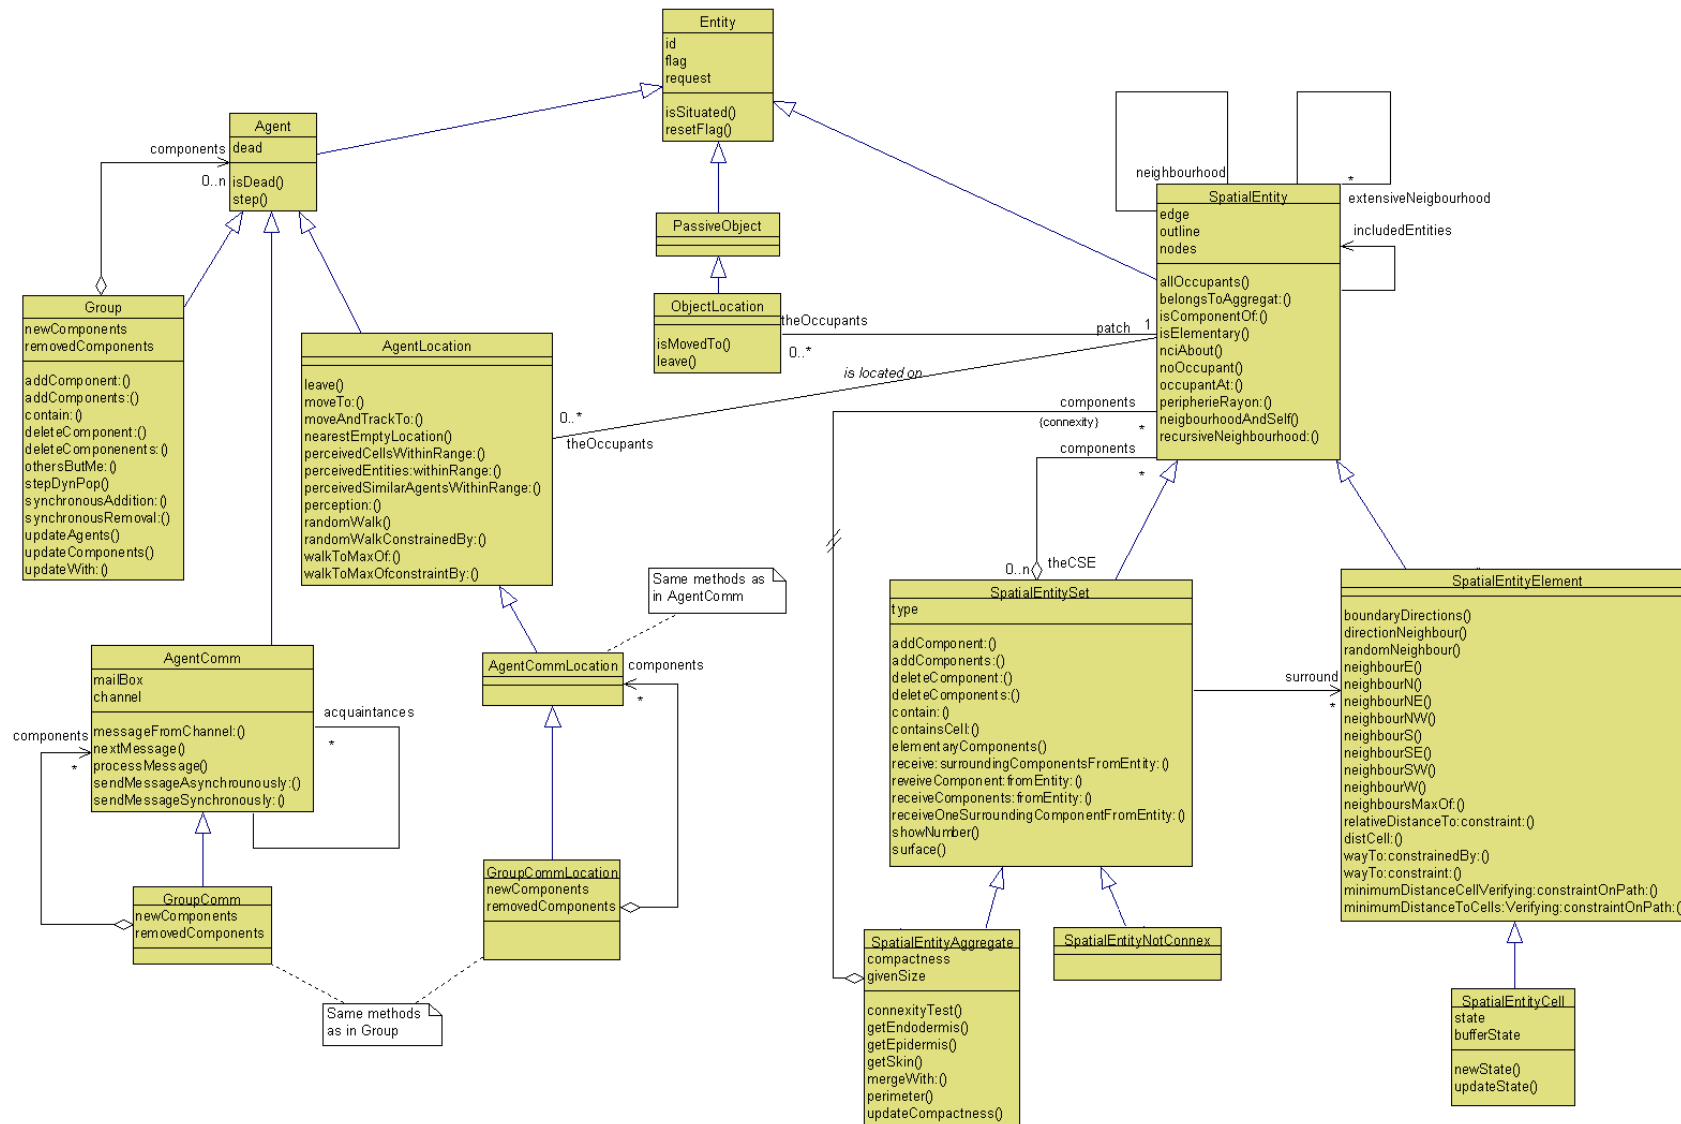 Entity
id
flag
request
isSituated()
resetFlag()
Agent
dead
isDead()
step()
components
0..n
PassiveObject
ObjectLocation
isMovedTo()
leave()
theOccupants
0..*
patch
1
is located on
0..*
theOccupants
neighbourhood
*
extensiveNeigbourhood
includedEntities
SpatialEntity
edge
outline
nodes
allOccupants()
belongsToAggregat:()
isComponentOf:()
isElementary()
nciAbout()
noOccupant()
occupantAt:()
peripherieRayon:()
neigbourhoodAndSelf()
recursiveNeighbourhood:()
components
{connexity}
*
components
*
0..n
theCSE
Group
newComponents
removedComponents
addComponent:()
addComponents:()
contain:()
deleteComponent:()
deleteComponenents:()
othersButMe:()
stepDynPop()
synchronousAddition:()
synchronousRemoval:()
updateAgents()
updateComponents()
updateWith:()
AgentLocation
leave()
moveTo:()
moveAndTrackTo:()
nearestEmptyLocation()
perceivedCellsWithinRange:()
perceivedEntities:withinRange:()
perceivedSimilarAgentsWithinRange:()
perception:()
randomWalk()
randomWalkConstrainedBy:()
walkToMaxOf:()
walkToMaxOfconstraintBy:()
Same methods as
in AgentComm
AgentComm
mailBox
channel
messageFromChannel:()
nextMessage()
processMessage()
sendMessageAsynchrounously:()
sendMessageSynchronously:()
acquaintances
*
components
*
AgentCommLocation
components
*
GroupComm
newComponents
removedComponents
GroupCommLocation
newComponents
removedComponents
Same methods
as in Group
SpatialEntitySet
type
addComponent:()
addComponents:()
deleteComponent:()
deleteComponents:()
contain:()
containsCell:()
elementaryComponents()
receive:surroundingComponentsFromEntity:()
reveiveComponent:fromEntity:()
receiveComponents:fromEntity:()
receiveOneSurroundingComponentFromEntity:()
showNumber()
surface()
surround
*
SpatialEntityElement
boundaryDirections()
directionNeighbour()
randomNeighbour()
neighbourE()
neighbourN()
neighbourNE()
neighbourNW()
neighbourS()
neighbourSE()
neighbourSW()
neighbourW()
neighboursMaxOf:()
relativeDistanceTo:constraint:()
distCell:()
wayTo:constrainedBy:()
wayTo:constraint:()
minimumDistanceCellVerifying:constraintOnPath:()
minimumDistanceToCells:Verifying:constraintOnPath:(
SpatialEntityAggregate
compactness
givenSize
connexityTest()
getEndodermis()
getEpidermis()
getSkin()
mergeWith:()
perimeter()
updateCompactness()
SpatialEntityNotConnex
SpatialEntityCell
state
bufferState
newState()
updateState()